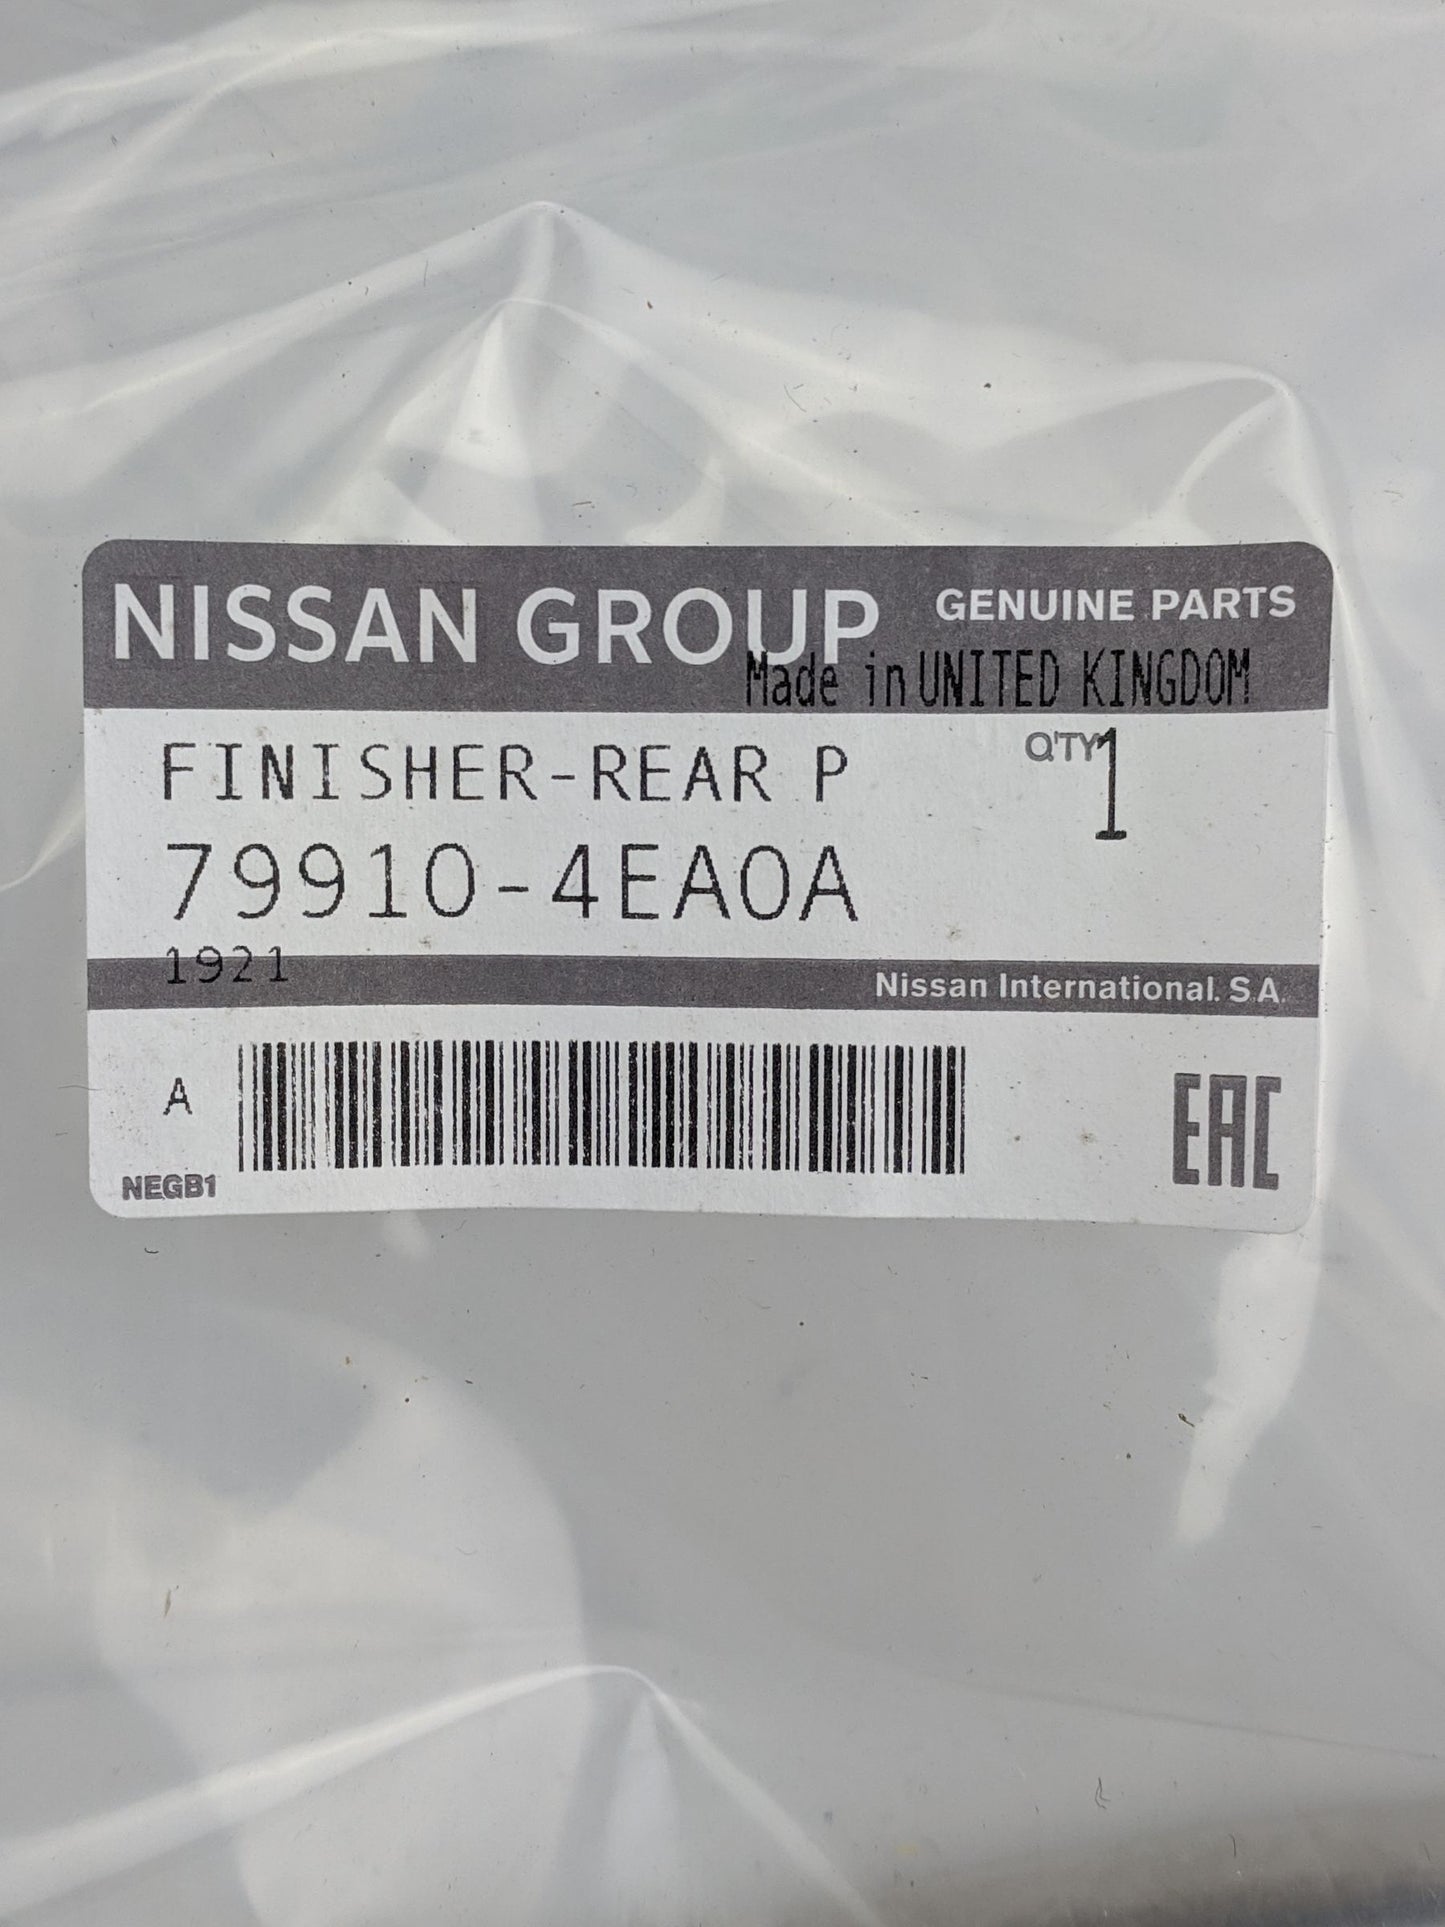 NISSAN GROUP GENUINE PARTS
Made in UNITED KINGDOM
FINISHER-REAR P Q'TY 1
79910-4EA0A
1921
Nissan International. S.A.
A
NEGB1
EAC